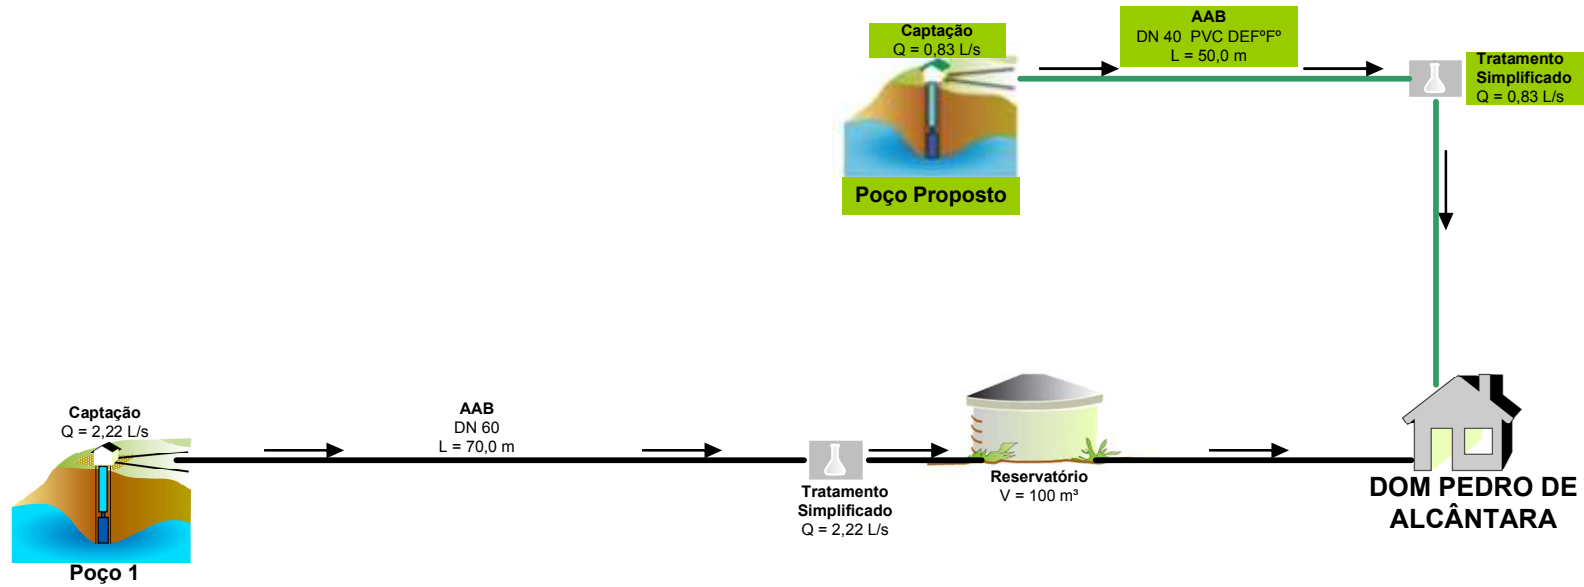 Captação
Q = 0,83 L/s
AAB
DN 40  PVC DEFºFº
L = 50,0 m
Tratamento
Simplificado
Q = 0,83 L/s
Poço Proposto
Captação
Q = 2,22 L/s
AAB
DN 60
L = 70,0 m
Tratamento
Simplificado
Q = 2,22 L/s
Reservatório
V = 100 m³
DOM PEDRO DE
ALCÂNTARA
Poço 1